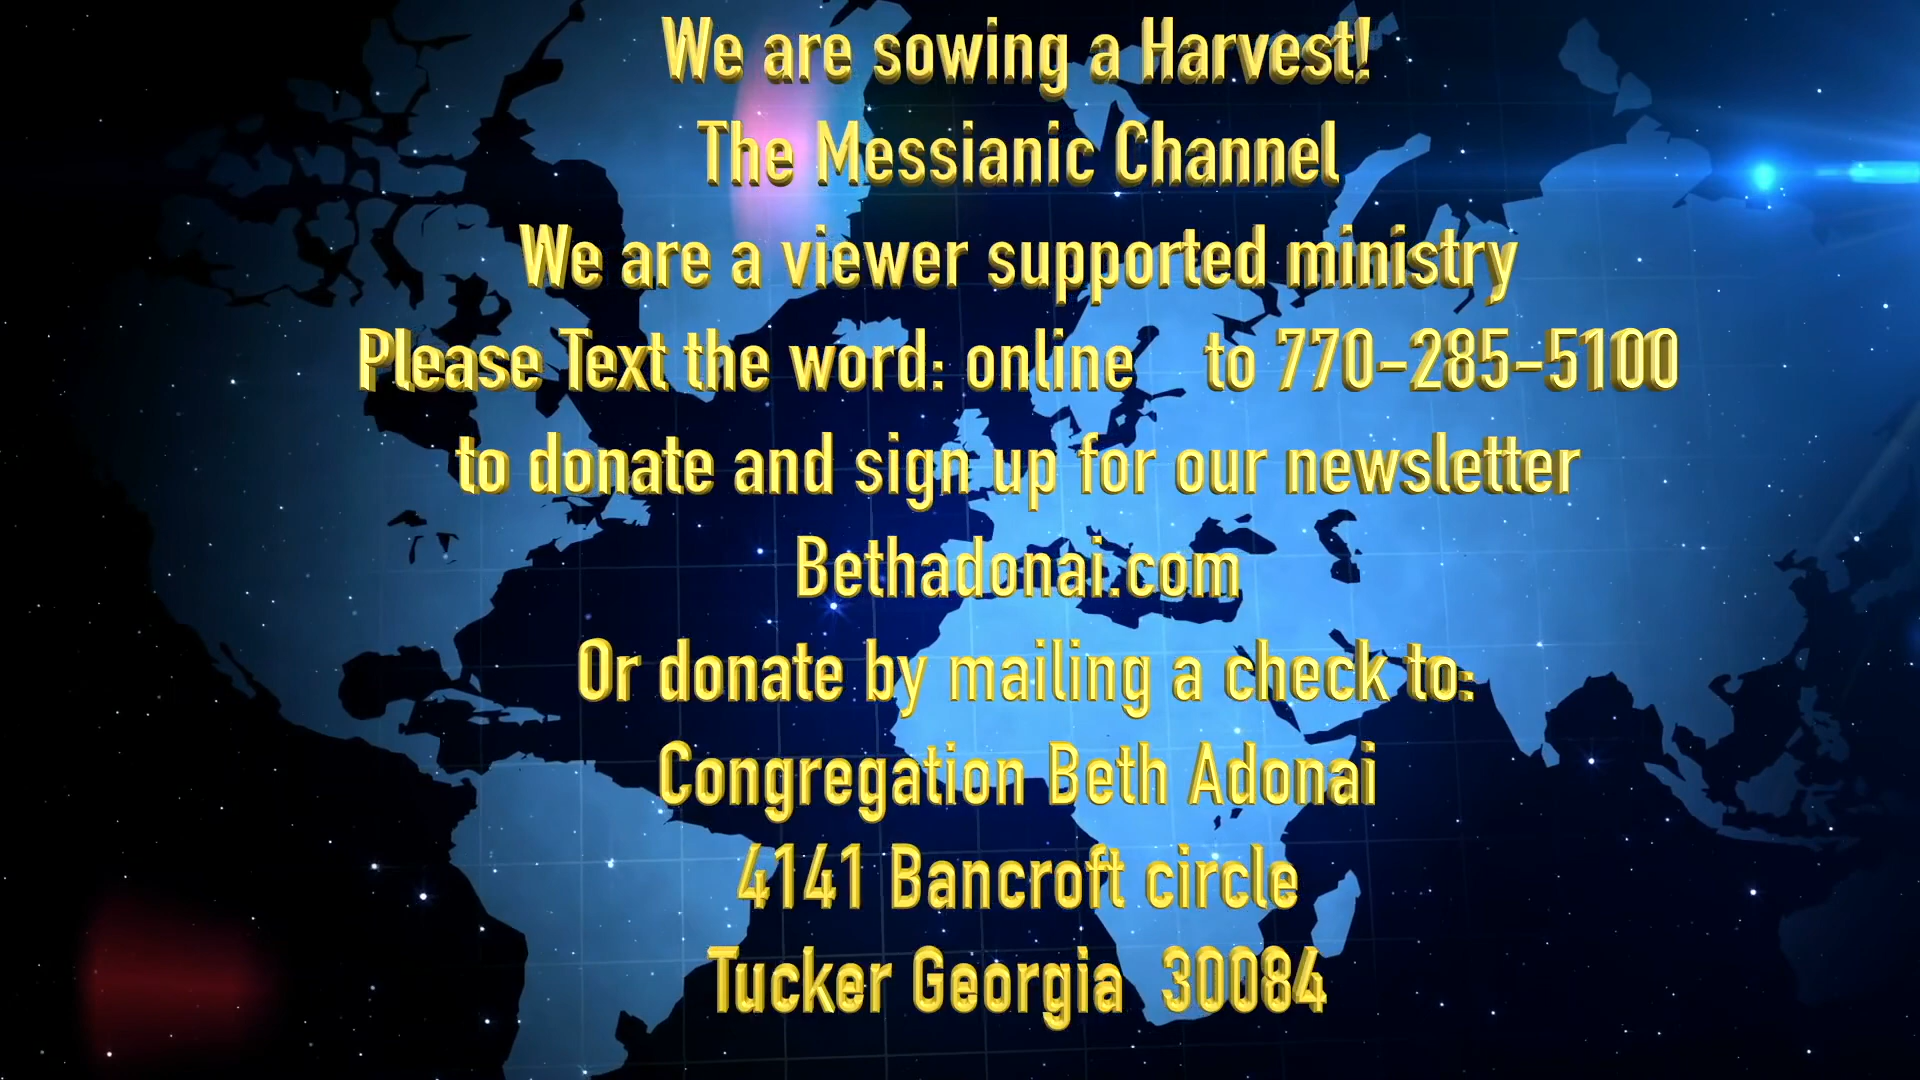 We are sowing a Harvest!
The Messianic Channel
We are a viewer supported ministry
Please Text the word: online to 770-285-5100
to donate and sign up for our newsletter
Bethadonai.com
Or donate by mailing a check to:
Congregation Beth Adonai
4141 Bancroft circle
Tucker Georgia 30084